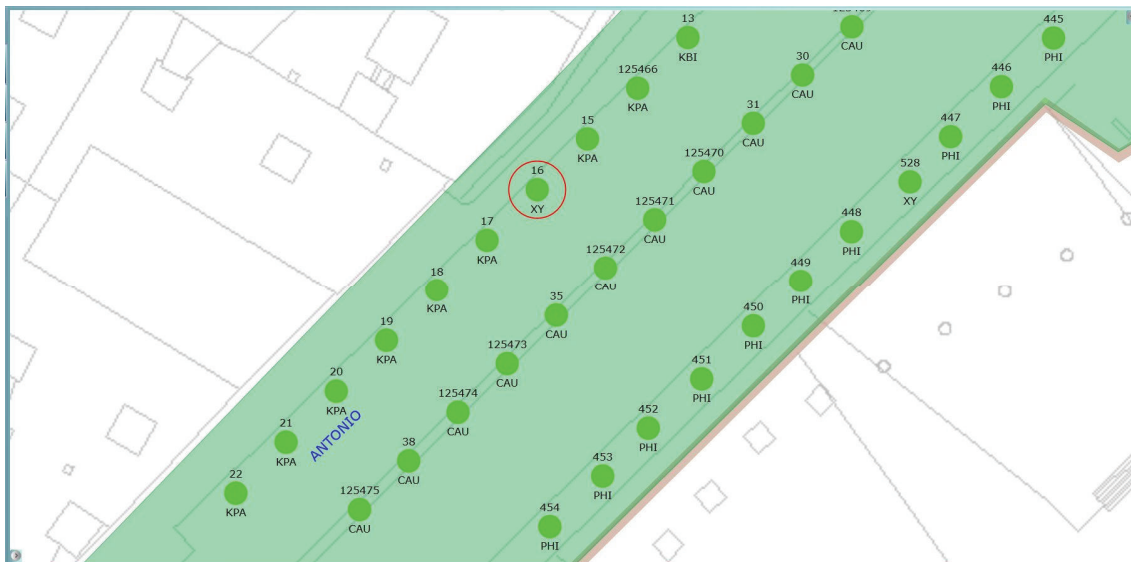 13
KBI
125466
KPA
15
KPA
16
XY
17
KPA
18
KPA
19
KPA
20
KPA
21
KPA
22
KPA
ANTONIO
CAU
30
CAU
31
CAU
125470
CAU
125471
CAU
125472
CAU
35
CAU
125473
CAU
125474
CAU
38
CAU
125475
CAU
445
PHI
446
PHI
447
PHI
528
XY
448
PHI
449
PHI
450
PHI
451
PHI
452
PHI
453
PHI
454
PHI